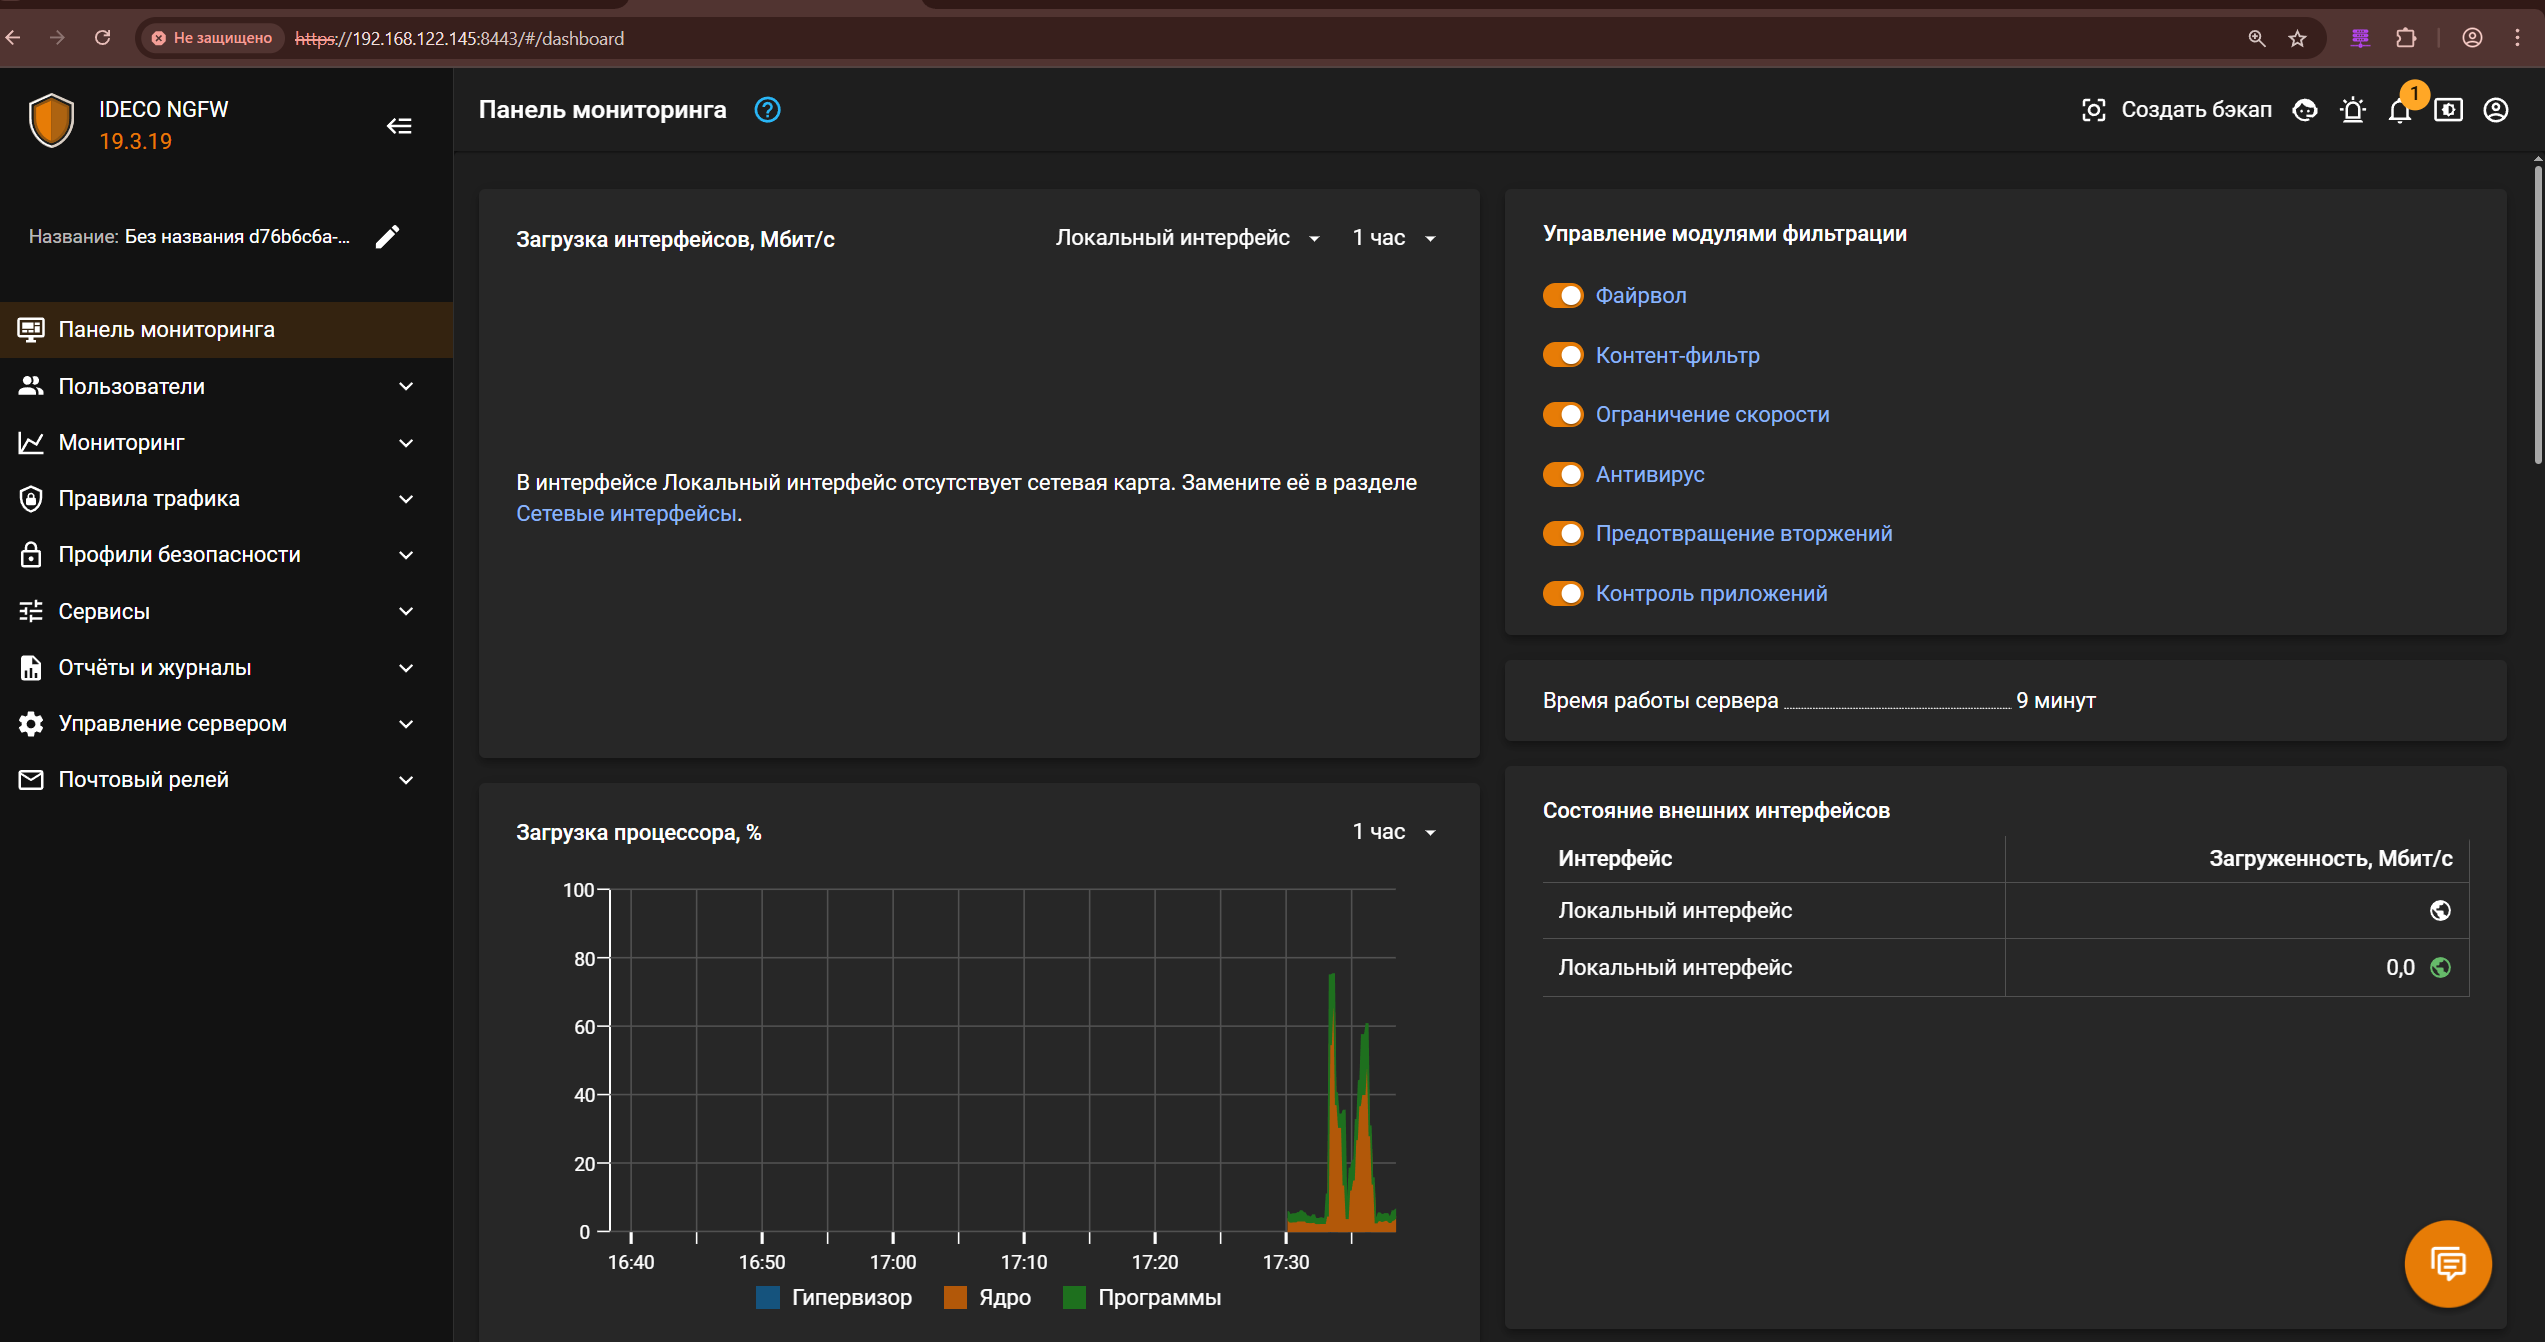 Не защищено
https://192.168.122.145:8443/#/dashboard
IDECO NGFW
19.3.19
Название: Без названия d76b6c6a-...
Панель мониторинга
Пользователи
Мониторинг
Правила трафика
Профили безопасности
Сервисы
Отчёты и журналы
Управление сервером
Почтовый релей
Панель мониторинга
?
Создать бэкап
1
Загрузка интерфейсов, Мбит/с
Локальный интерфейс
1 час
В интерфейсе Локальный интерфейс отсутствует сетевая карта. Замените её в разделе
Сетевые интерфейсы.
Загрузка процессора, %
1 час
100
80
60
40
20
0
16:40 16:50 17:00 17:10 17:20 17:30
Гипервизор Ядро Программы
Управление модулями фильтрации
Файрвол
Контент-фильтр
Ограничение скорости
Антивирус
Предотвращение вторжений
Контроль приложений
Время работы сервера 9 минут
Состояние внешних интерфейсов
Интерфейс Загруженность, Мбит/с
Локальный интерфейс
Локальный интерфейс 0,0